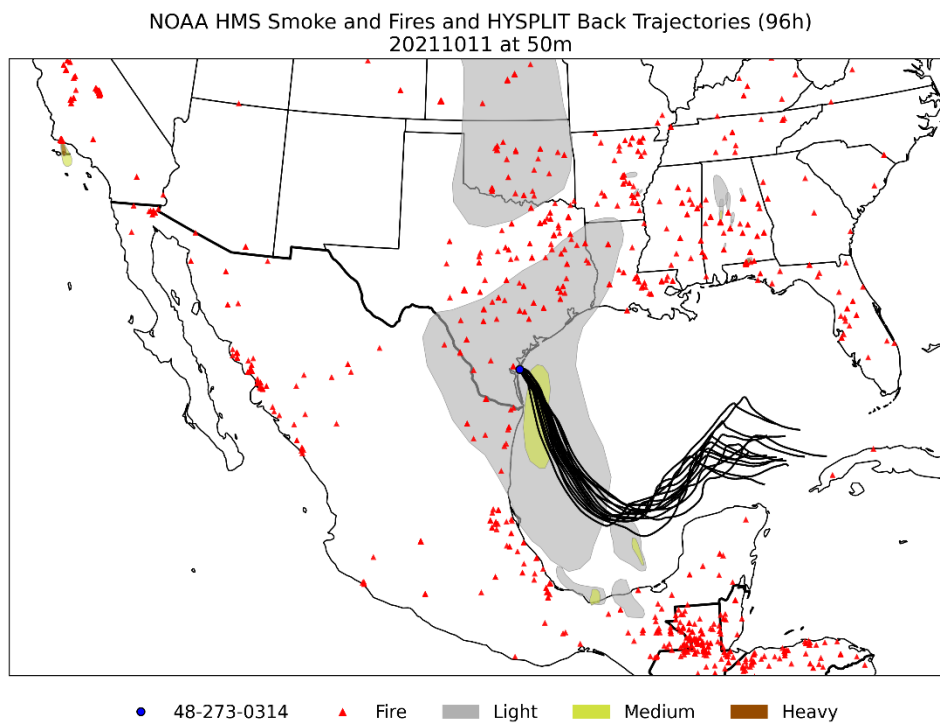 NOAA HMS Smoke and Fires and HYSPLIT Back Trajectories (96h)
20211011 at 50m
48-273-0314 Fire Light Medium Heavy